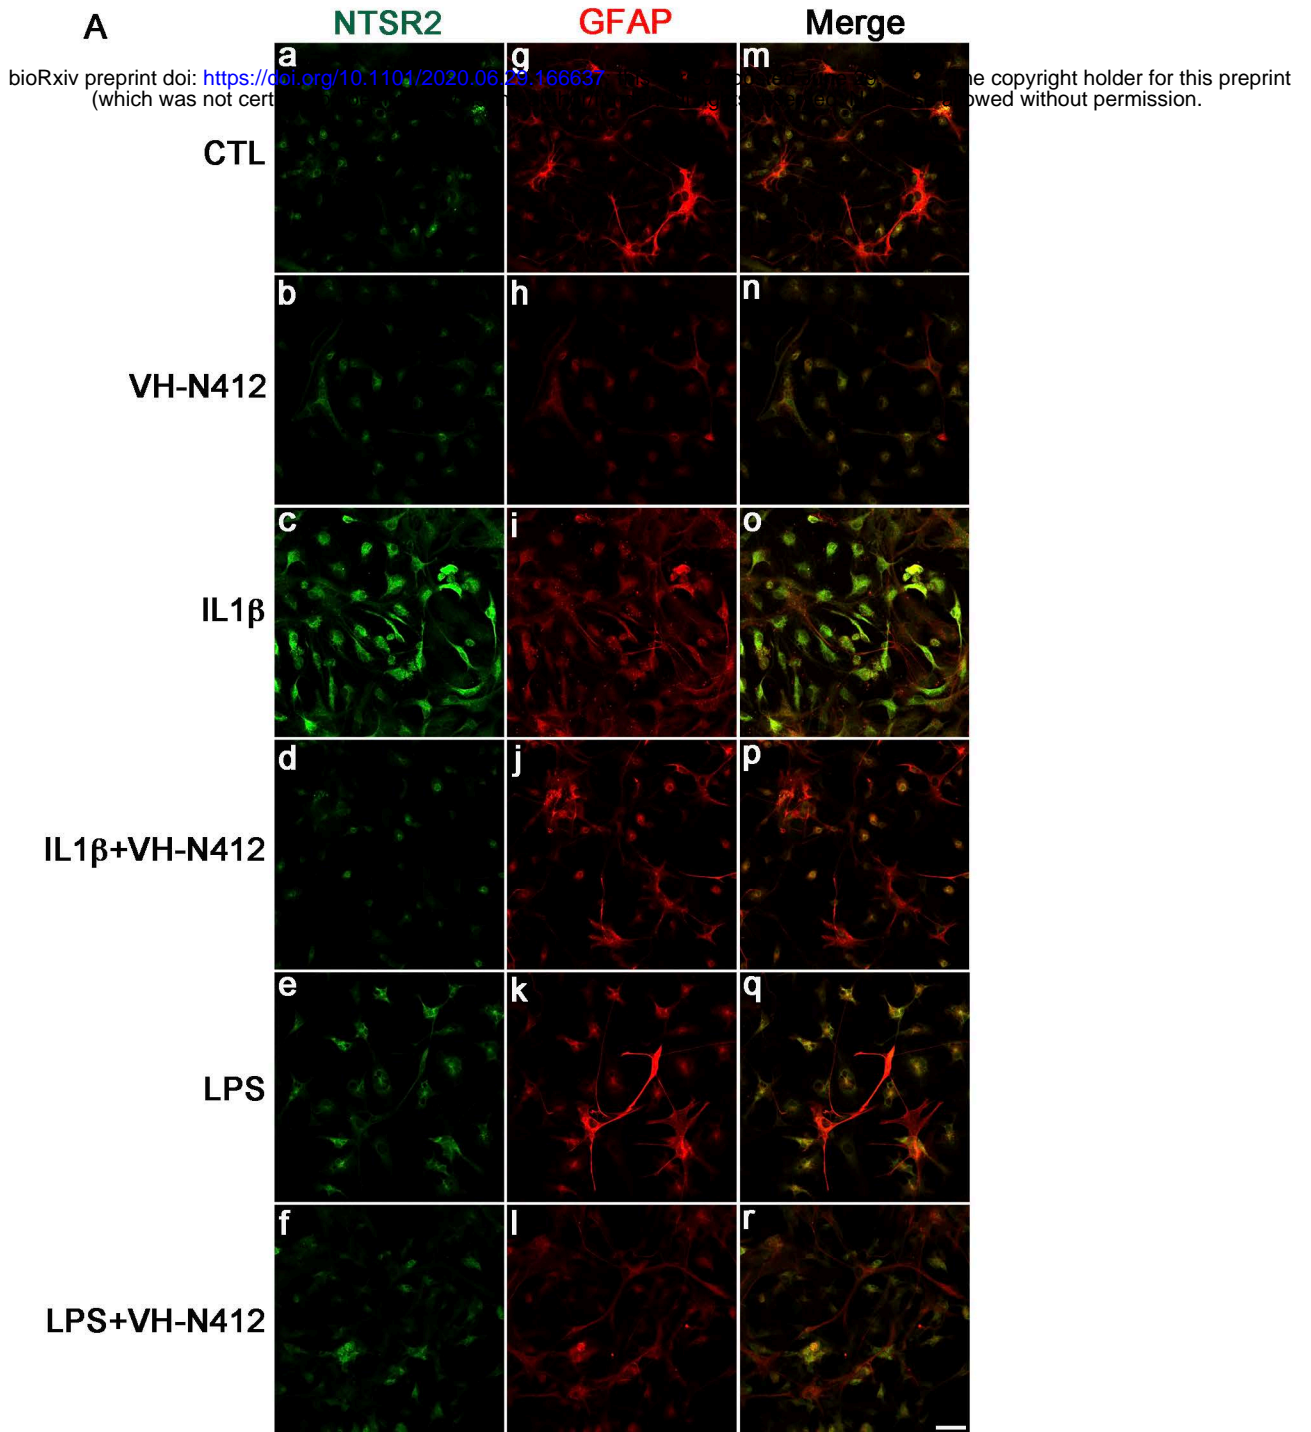 A NTSR2 GFAP Merge
a g m
bioRxiv preprint doi: https://doi.org/10.1101/2020.06.29.166637 he copyright holder for this preprint
(which was not cert owed without permission.
CTL
b h n
VH-N412
c i o
IL1β
d j p
IL1β+VH-N412
e k q
LPS
f l r
LPS+VH-N412